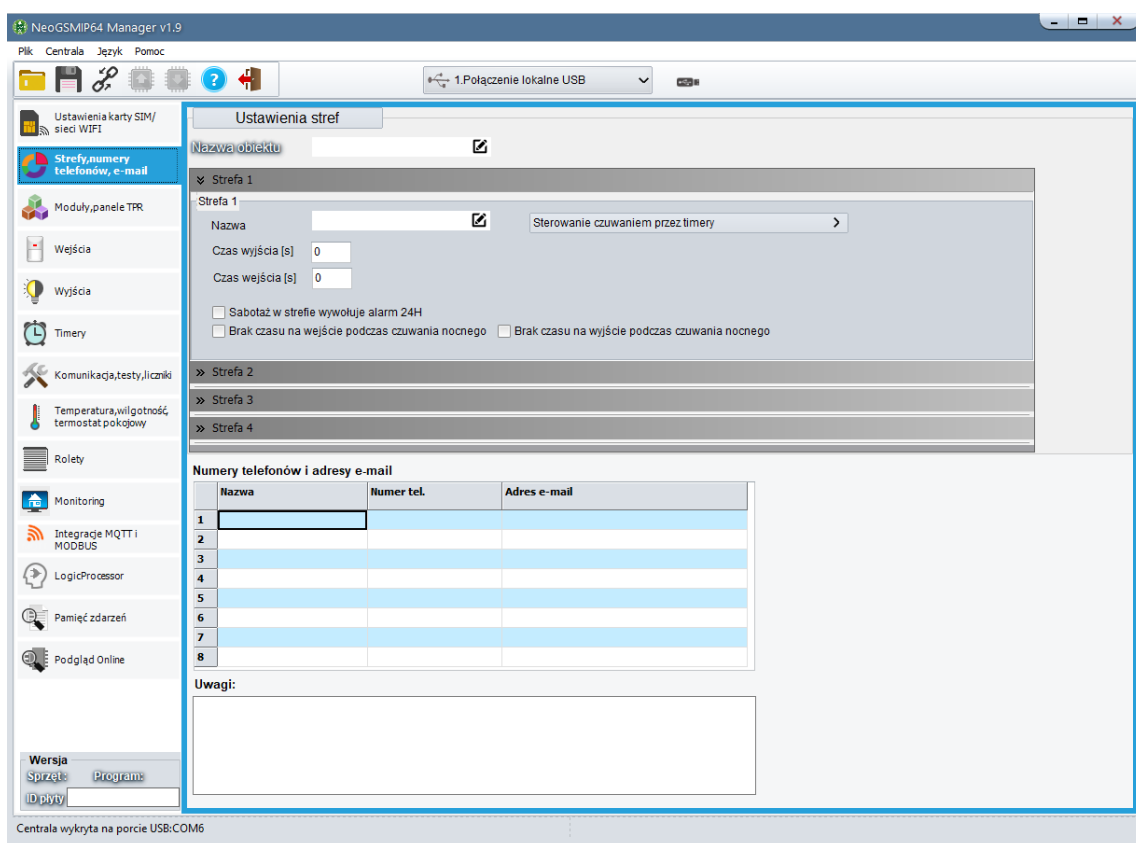 NeoGSMIP64 Manager v1.9
Plik Centrala Język Pomoc
1.Połączenie lokalne USB
Ustawienia karty SIM/
sieci WIFI
Strefy,numery
telefonów, e-mail
Moduły,panele TPR
Wejścia
Wyjścia
Timery
Komunikacja,testy,liczniki
Temperatura,wilgotność,
termostat pokojowy
Rolety
Monitoring
Integracje MQTT i
MODBUS
LogicProcessor
Pamięć zdarzeń
Podgląd Online
Wersja
Sprzęt: Program:
ID płyty
Ustawienia stref
Nazwa obiektu
Strefa 1
Strefa 1
Nazwa
Sterowanie czuwaniem przez timery
Czas wyjścia [s] 0
Czas wejścia [s] 0
Sabotaż w strefie wywołuje alarm 24H
Brak czasu na wejście podczas czuwania nocnego Brak czasu na wyjście podczas czuwania nocnego
Strefa 2
Strefa 3
Strefa 4
Numery telefonów i adresy e-mail
Nazwa Numer tel. Adres e-mail
1
2
3
4
5
6
7
8
Uwagi:
Centrala wykryta na porcie USB:COM6